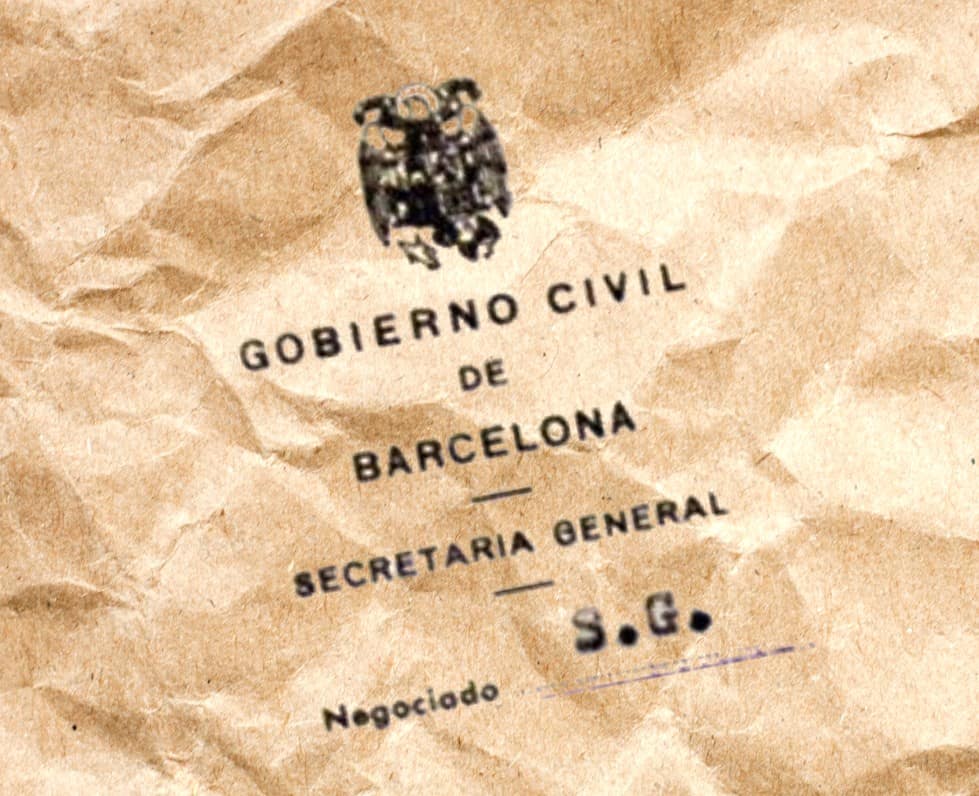 GOBIERNO CIVIL
DE
BARCELONA
SECRETARIA GENERAL
S.G.
Negociado